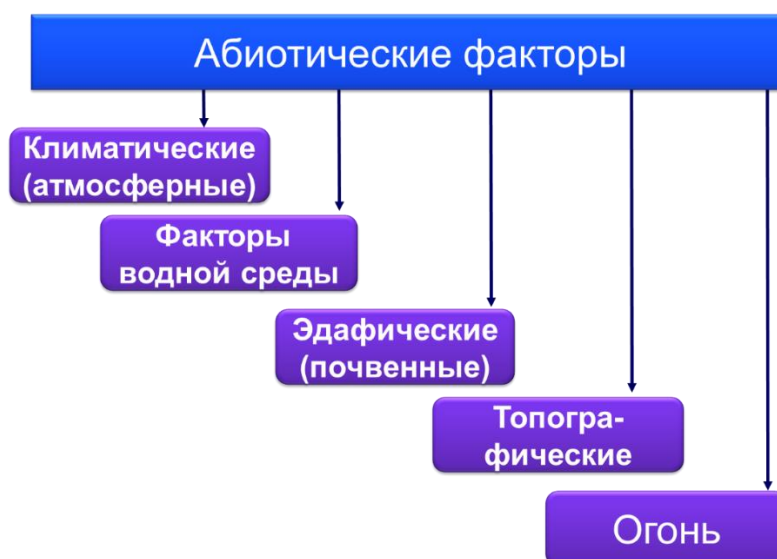 Абиотические факторы
Климатические
(атмосферные)
Факторы
водной среды
Эдафические
(почвенные)
Топогра-
фические
Огонь